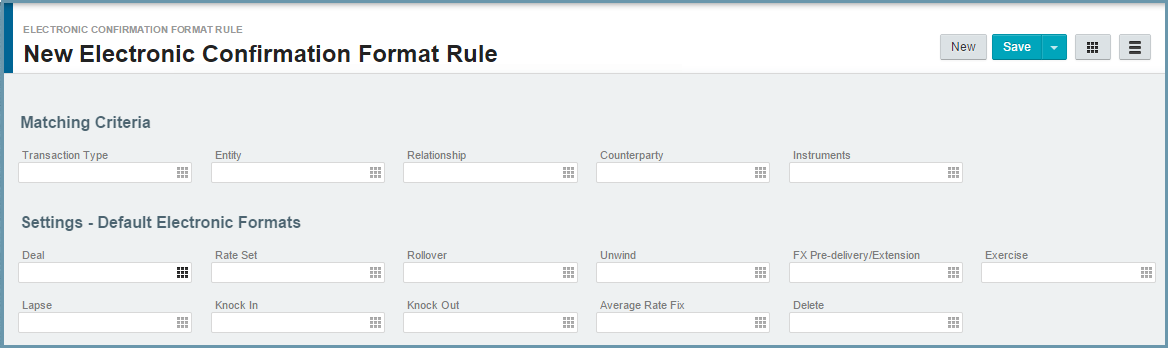 ELECTRONIC CONFIRMATION FORMAT RULE
New Electronic Confirmation Format Rule
New Save
Matching Criteria
Transaction Type Entity Relationship Counterparty Instruments
Settings - Default Electronic Formats
Deal Rate Set Rollover Unwind FX Pre-delivery/Extension Exercise
Lapse Knock In Knock Out Average Rate Fix Delete